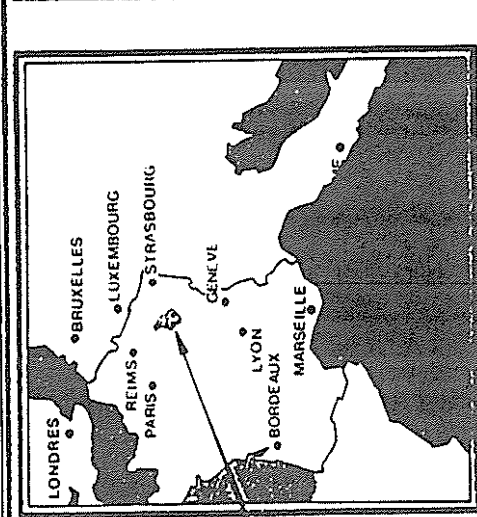 LONDRES
BRUXELLES
LUXEMBOURG
REIMS
STRASBOURG
PARIS
GENEVE
LYON
BORDEAUX
MARSEILLE